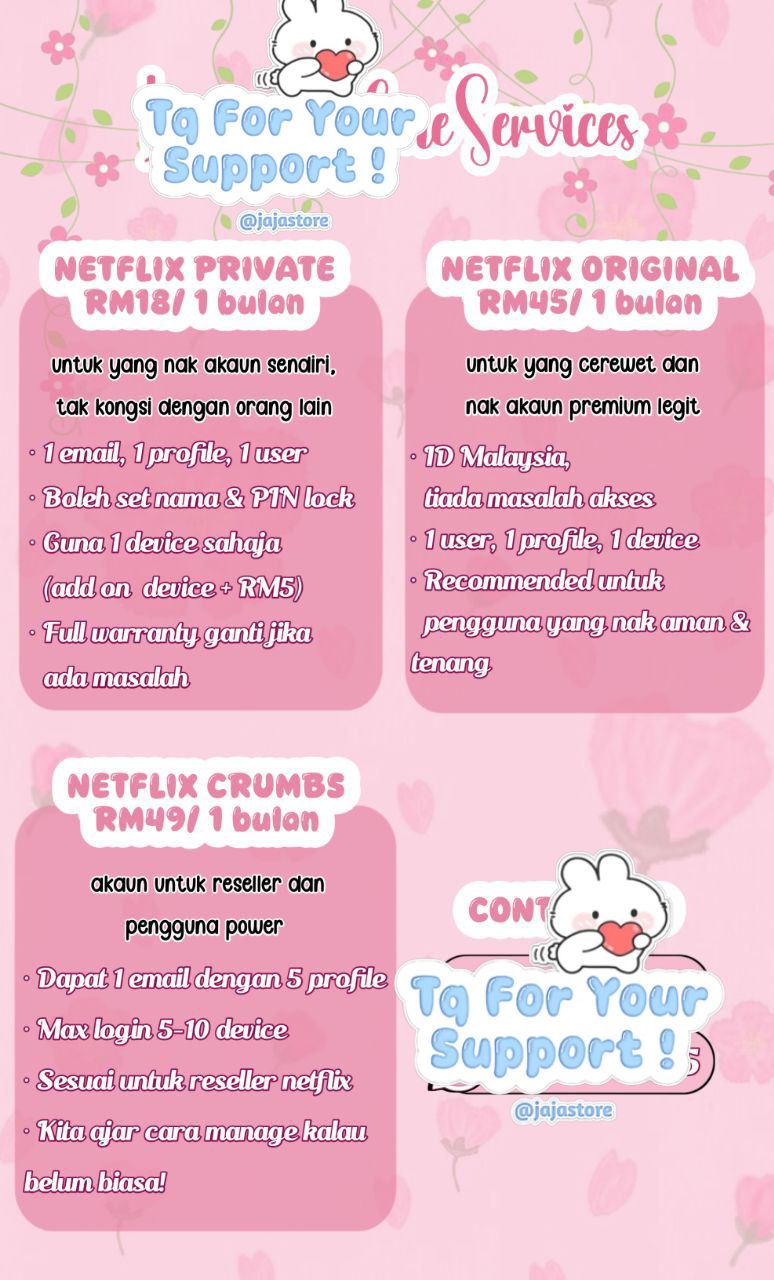 Services
Tq For Your
Support !
@jajastore
NETFLIX PRIVATE
RM18/ 1 bulan
untuk yang nak akaun sendiri,
tak kongsi dengan orang lain
· 1 email, 1 profile, 1 user
· Boleh set nama & PIN lock
· Guna 1 device sahaja
(add on device + RM5)
· Full warranty ganti jika
ada masalah
NETFLIX ORIGINAL
RM45/ 1 bulan
untuk yang cerewet dan
nak akaun premium legit
· ID Malaysia,
tiada masalah akses
· 1 user, 1 profile, 1 device
· Recommended untuk
pengguna yang nak aman &
tenang
NETFLIX CRUMBS
RM49/ 1 bulan
akaun untuk reseller dan
pengguna power
· Dapat 1 email dengan 5 profile
· Max login 5-10 device
· Sesuai untuk reseller netflix
· Kita ajar cara manage kalau
belum biasa!
Tq For Your
Support !
@jajastore